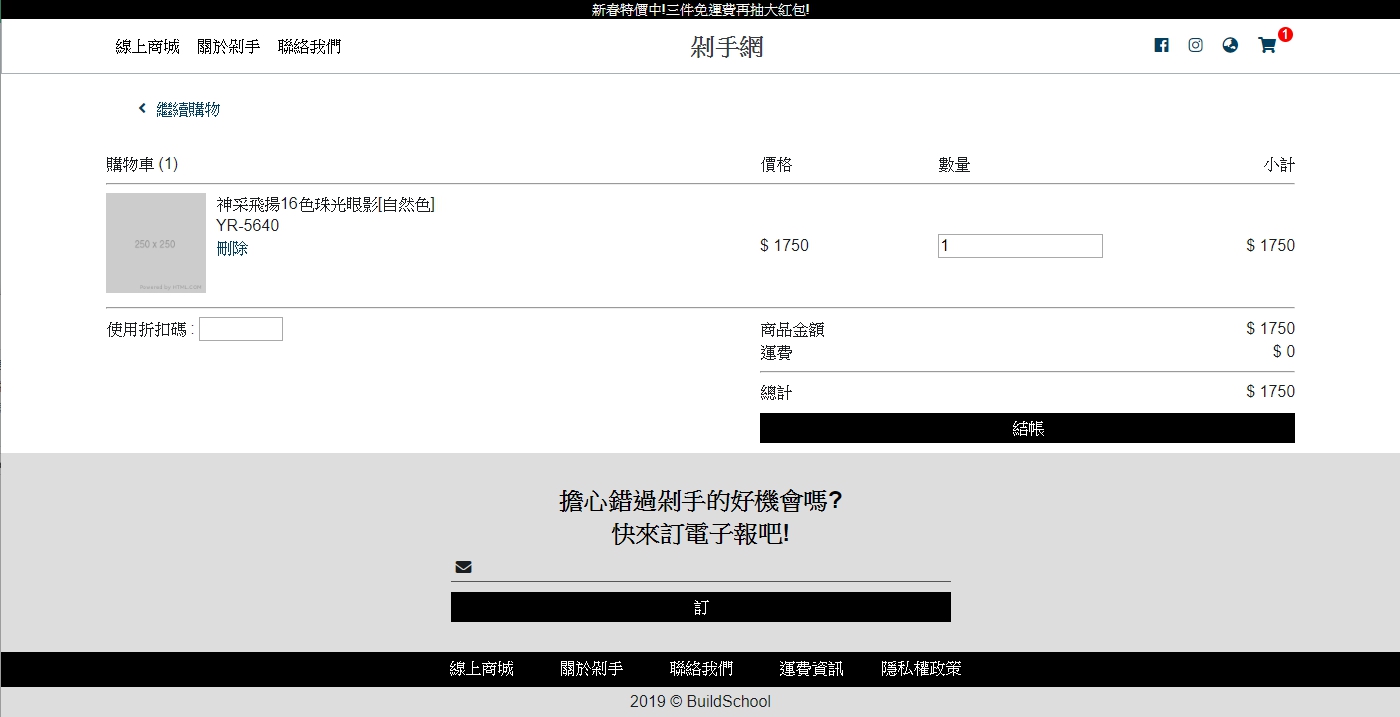 新春特價中!三件免運費再抽大紅包!
線上商城 關於剁手 聯絡我們 剁手網 1
繼續購物
購物車 (1) 價格 數量 小計
神采飛揚16色珠光眼影[自然色]
YR-5640
刪除
250 x 250
Powered by HTML.COM
$ 1750 1 $ 1750
使用折扣碼 :
商品金額 $ 1750
運費 $ 0
總計 $ 1750
結帳
擔心錯過剁手的好機會嗎?
快來訂電子報吧!
訂
線上商城 關於剁手 聯絡我們 運費資訊 隱私權政策
2019 © BuildSchool